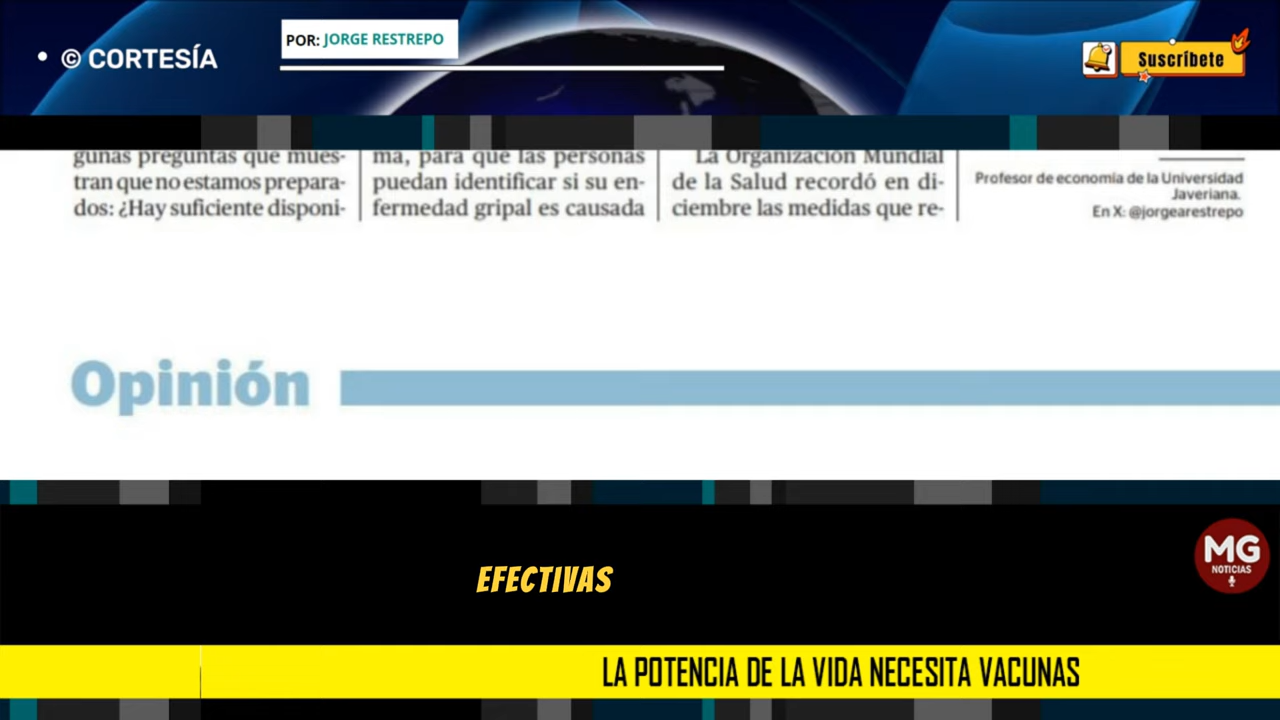 • © CORTESÍA
POR: JORGE RESTREPO
Suscríbete
gunas preguntas que mues-
tran que no estamos prepara-
dos: ¿Hay suficiente disponi-
ma, para que las personas
puedan identificar si su en-
fermedad gripal es causada
La Organización Mundial
de la Salud recordó en di-
ciembre las medidas que re-
Profesor de economía de la Universidad
Javeriana.
En X: @jorgearestrepo
Opinión
EFECTIVAS
MG
NOTICIAS
LA POTENCIA DE LA VIDA NECESITA VACUNAS